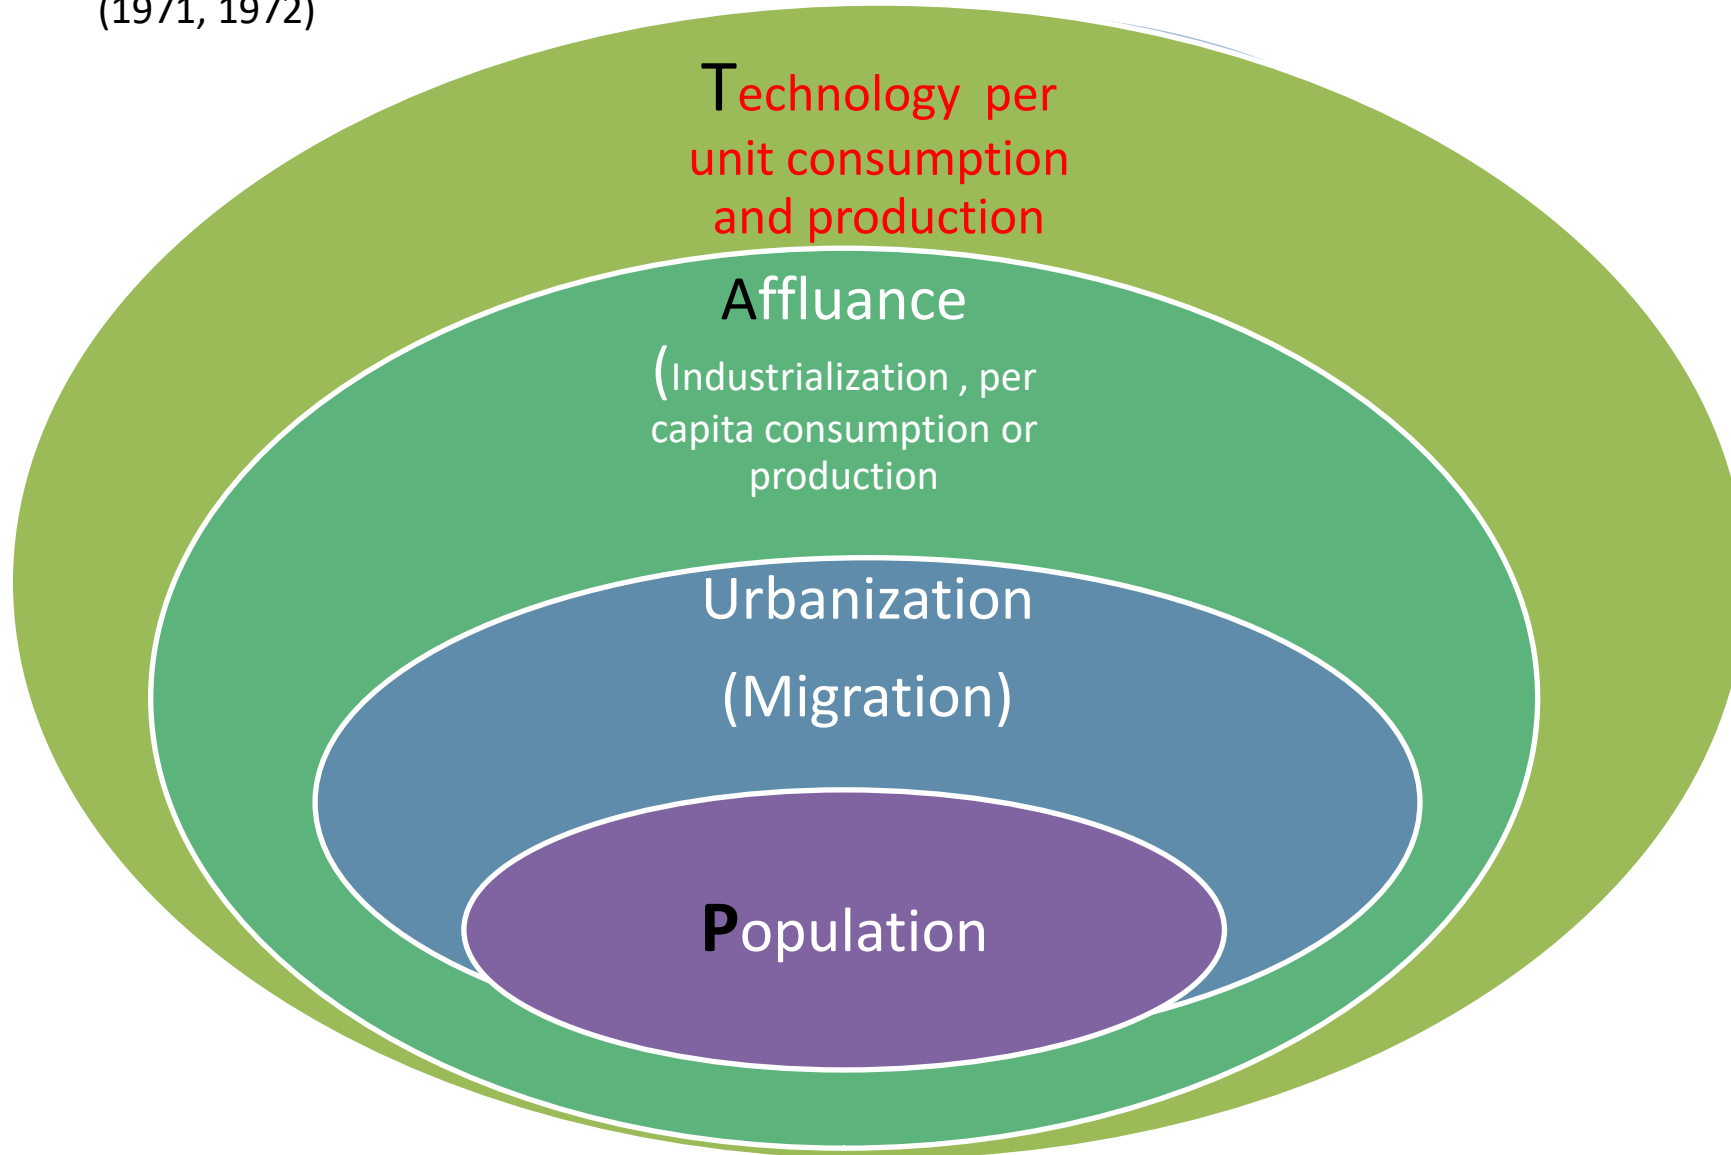 (1971, 1972)
Technology per
unit consumption
and production
Affluance
(Industrialization , per
capita consumption or
production
Urbanization
(Migration)
Population